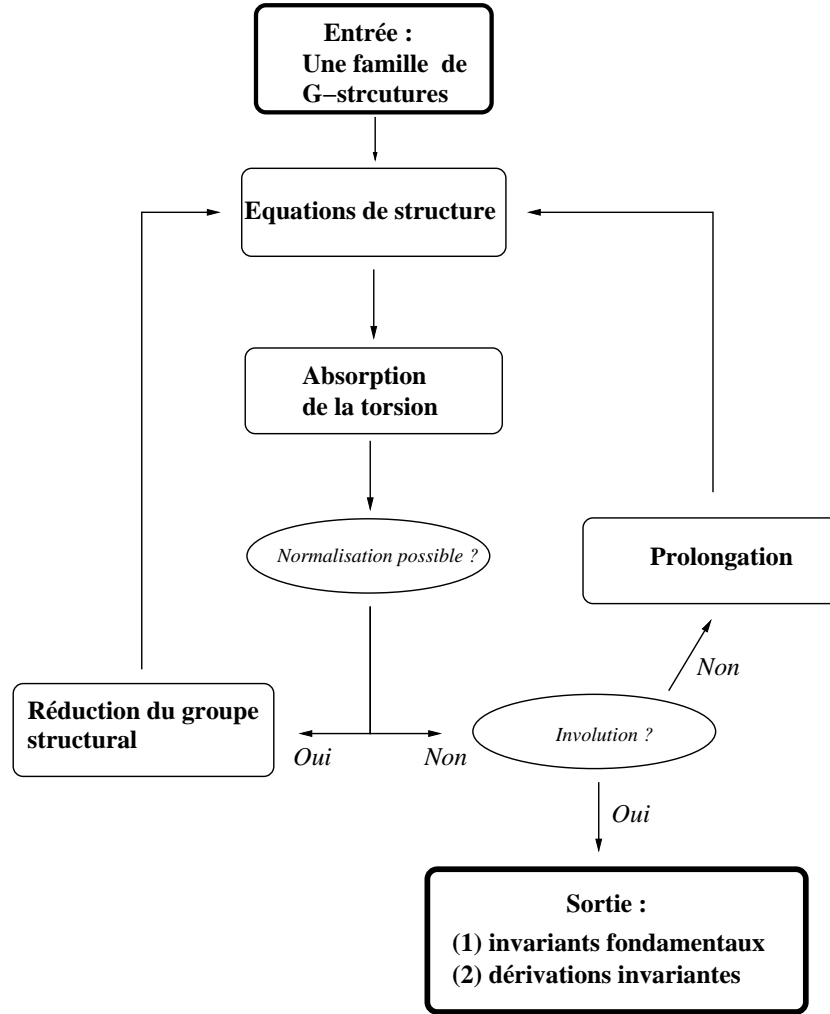 Entrée :
Une famille de
G−strcutures
Equations de structure
Absorption
de la torsion
Normalisation possible ?
Prolongation
Non
Réduction du groupe
structural
Oui
Non
Involution ?
Oui
Sortie :
(1) invariants fondamentaux
(2) dérivations invariantes